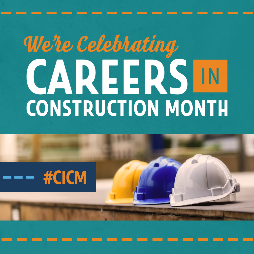 We're Celebrating
CAREERS IN
CONSTRUCTION MONTH
#CICM